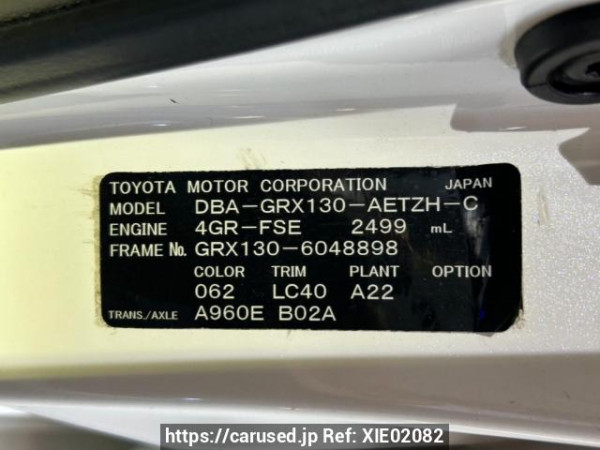 TOYOTA MOTOR CORPORATION JAPAN
MODEL DBA-GRX130-AETZH-C
ENGINE 4GR-FSE 2499 mL
FRAME No. GRX130-6048898
COLOR TRIM PLANT OPTION
062 LC40 A22
TRANS./AXLE A960E B02A
https://carused.jp Ref: XIE02082